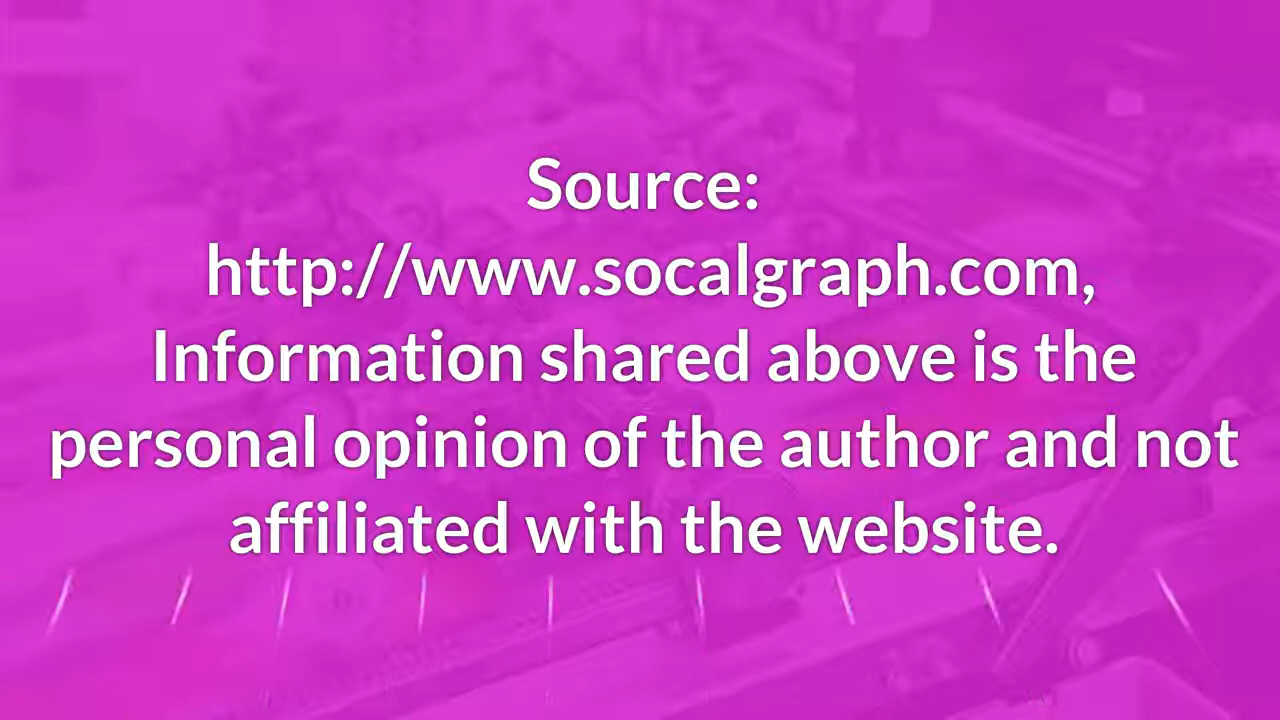 Source:
http://www.socalgraph.com,
Information shared above is the
personal opinion of the author and not
affiliated with the website.